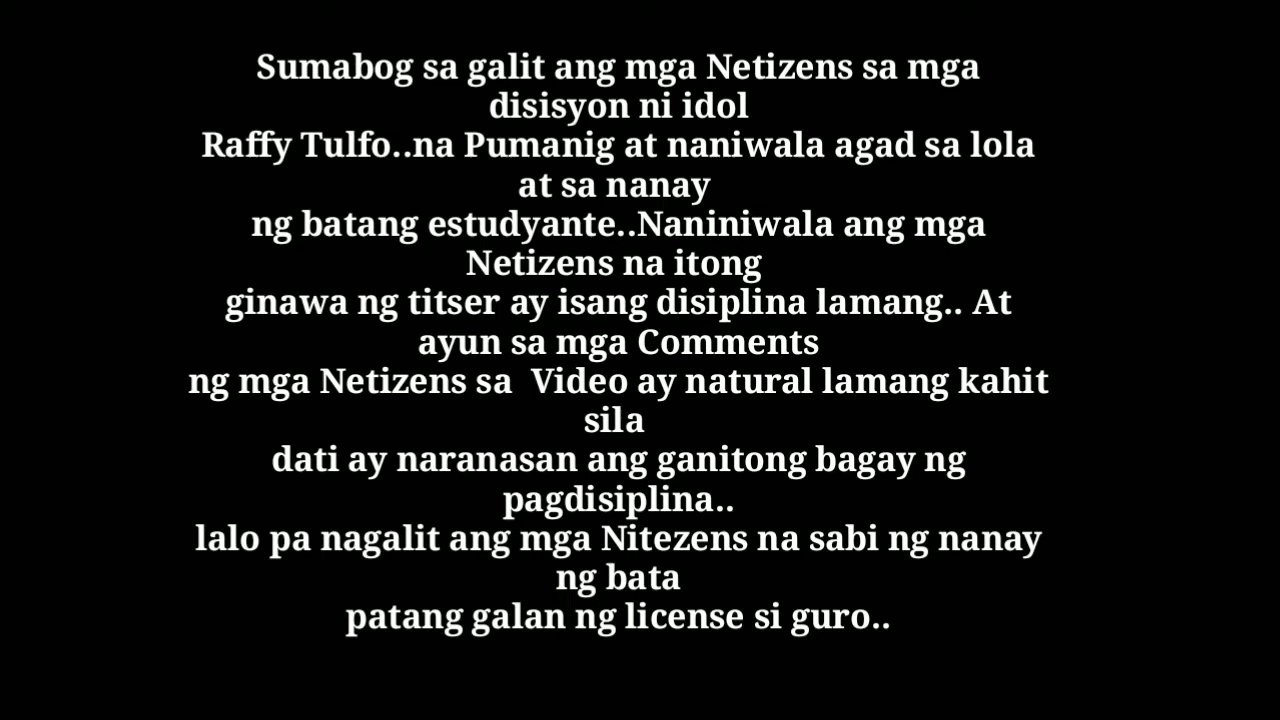 Sumabog sa galit ang mga Netizens sa mga
disisyon ni idol
Raffy Tulfo..na Pumanig at naniwala agad sa lola
at sa nanay
ng batang estudyante..Naniniwala ang mga
Netizens na itong
ginawa ng titser ay isang disiplina lamang.. At
ayun sa mga Comments
ng mga Netizens sa  Video ay natural lamang kahit
sila
dati ay naranasan ang ganitong bagay ng
pagdisiplina..
lalo pa nagalit ang mga Nitezens na sabi ng nanay
ng bata
patang galan ng license si guro..